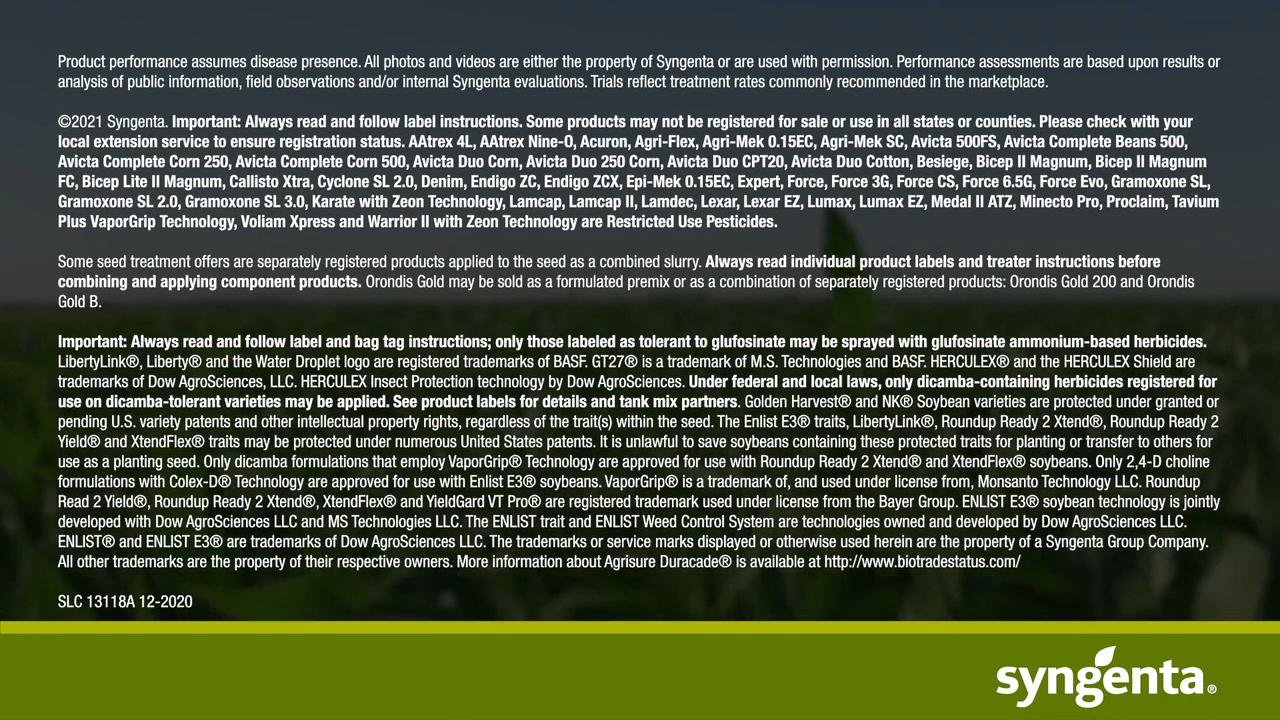 Product performance assumes disease presence. All photos and videos are either the property of Syngenta or are used with permission. Performance assessments are based upon results or
analysis of public information, field observations and/or internal Syngenta evaluations. Trials reflect treatment rates commonly recommended in the marketplace.
©2021 Syngenta. Important: Always read and follow label instructions. Some products may not be registered for sale or use in all states or counties. Please check with your
local extension service to ensure registration status. AAtrex 4L, AAtrex Nine-O, Acuron, Agri-Flex, Agri-Mek 0.15EC, Agri-Mek SC, Avicta 500FS, Avicta Complete Beans 500,
Avicta Complete Corn 250, Avicta Complete Corn 500, Avicta Duo Corn, Avicta Duo 250 Corn, Avicta Duo CPT20, Avicta Duo Cotton, Besiege, Bicep II Magnum, Bicep II Magnum
FC, Bicep Lite II Magnum, Callisto Xtra, Cyclone SL 2.0, Denim, Endigo ZC, Endigo ZCX, Epi-Mek 0.15EC, Expert, Force, Force 3G, Force CS, Force 6.5G, Force Evo, Gramoxone SL,
Gramoxone SL 2.0, Gramoxone SL 3.0, Karate with Zeon Technology, Lamcap, Lamcap II, Lamdec, Lexar, Lexar EZ, Lumax, Lumax EZ, Medal II ATZ, Minecto Pro, Proclaim, Tavium
Plus VaporGrip Technology, Voliam Xpress and Warrior II with Zeon Technology are Restricted Use Pesticides.
Some seed treatment offers are separately registered products applied to the seed as a combined slurry. Always read individual product labels and treater instructions before
combining and applying component products. Orondis Gold may be sold as a formulated premix or as a combination of separately registered products: Orondis Gold 200 and Orondis
Gold B.
Important: Always read and follow label and bag tag instructions; only those labeled as tolerant to glufosinate may be sprayed with glufosinate ammonium-based herbicides.
LibertyLink®, Liberty® and the Water Droplet logo are registered trademarks of BASF. GT27® is a trademark of M.S. Technologies and BASF. HERCULEX® and the HERCULEX Shield are
trademarks of Dow AgroSciences, LLC. HERCULEX Insect Protection technology by Dow AgroSciences. Under federal and local laws, only dicamba-containing herbicides registered for
use on dicamba-tolerant varieties may be applied. See product labels for details and tank mix partners. Golden Harvest® and NK® Soybean varieties are protected under granted or
pending U.S. variety patents and other intellectual property rights, regardless of the trait(s) within the seed. The Enlist E3® traits, LibertyLink®, Roundup Ready 2 Xtend®, Roundup Ready 2
Yield® and XtendFlex® traits may be protected under numerous United States patents. It is unlawful to save soybeans containing these protected traits for planting or transfer to others for
use as a planting seed. Only dicamba formulations that employ VaporGrip® Technology are approved for use with Roundup Ready 2 Xtend® and XtendFlex® soybeans. Only 2,4-D choline
formulations with Colex-D® Technology are approved for use with Enlist E3® soybeans. VaporGrip® is a trademark of, and used under license from, Monsanto Technology LLC. Roundup
Read 2 Yield®, Roundup Ready 2 Xtend®, XtendFlex® and YieldGard VT Pro® are registered trademark used under license from the Bayer Group. ENLIST E3® soybean technology is jointly
developed with Dow AgroSciences LLC and MS Technologies LLC. The ENLIST trait and ENLIST Weed Control System are technologies owned and developed by Dow AgroSciences LLC.
ENLIST® and ENLIST E3® are trademarks of Dow AgroSciences LLC. The trademarks or service marks displayed or otherwise used herein are the property of a Syngenta Group Company.
All other trademarks are the property of their respective owners. More information about Agrisure Duracade® is available at http://www.biotradestatus.com/
SLC 13118A 12-2020
syngenta®